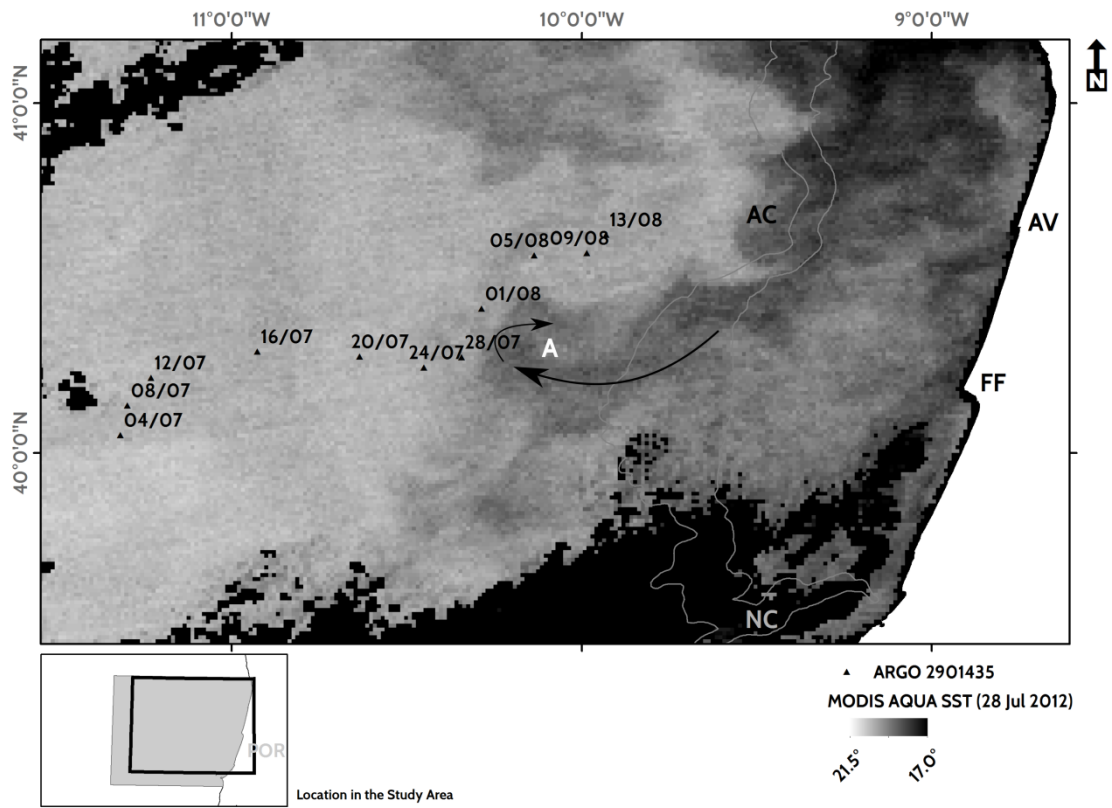 11°0'0"W
10°0'0"W
9°0'0"W
N
41°0'0"N
AC
13/08
05/08
09/08
AV
01/08
16/07
20/07
28/07
A
24/07
12/07
FF
08/07
04/07
40°0'0"N
NC
ARGO 2901435
MODIS AQUA SST (28 Jul 2012)
POR
21.5°
17.0°
Location in the Study Area